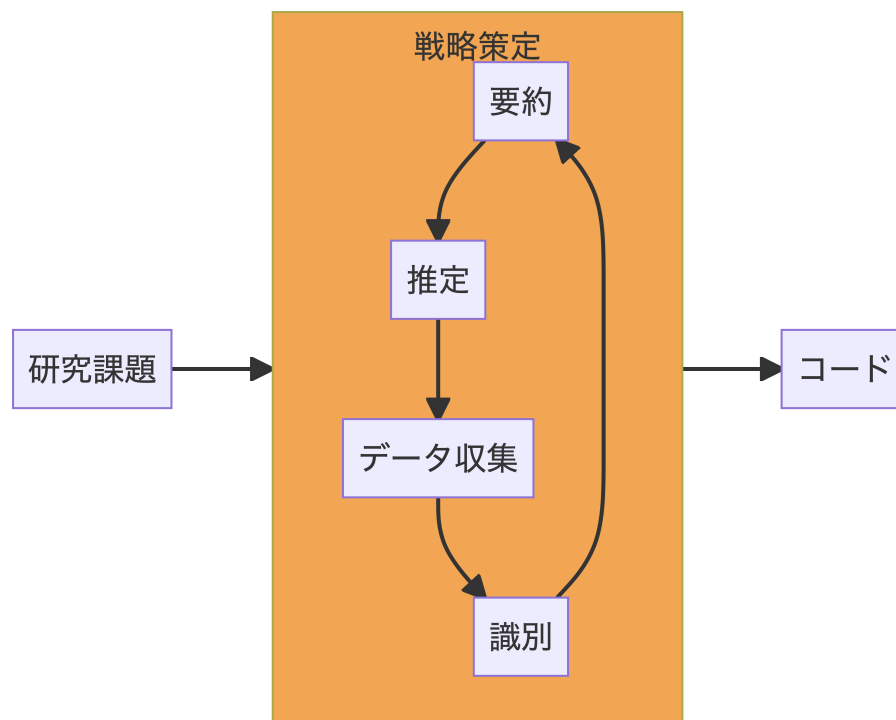 戦略策定
要約
推定
研究課題
コード
データ収集
識別